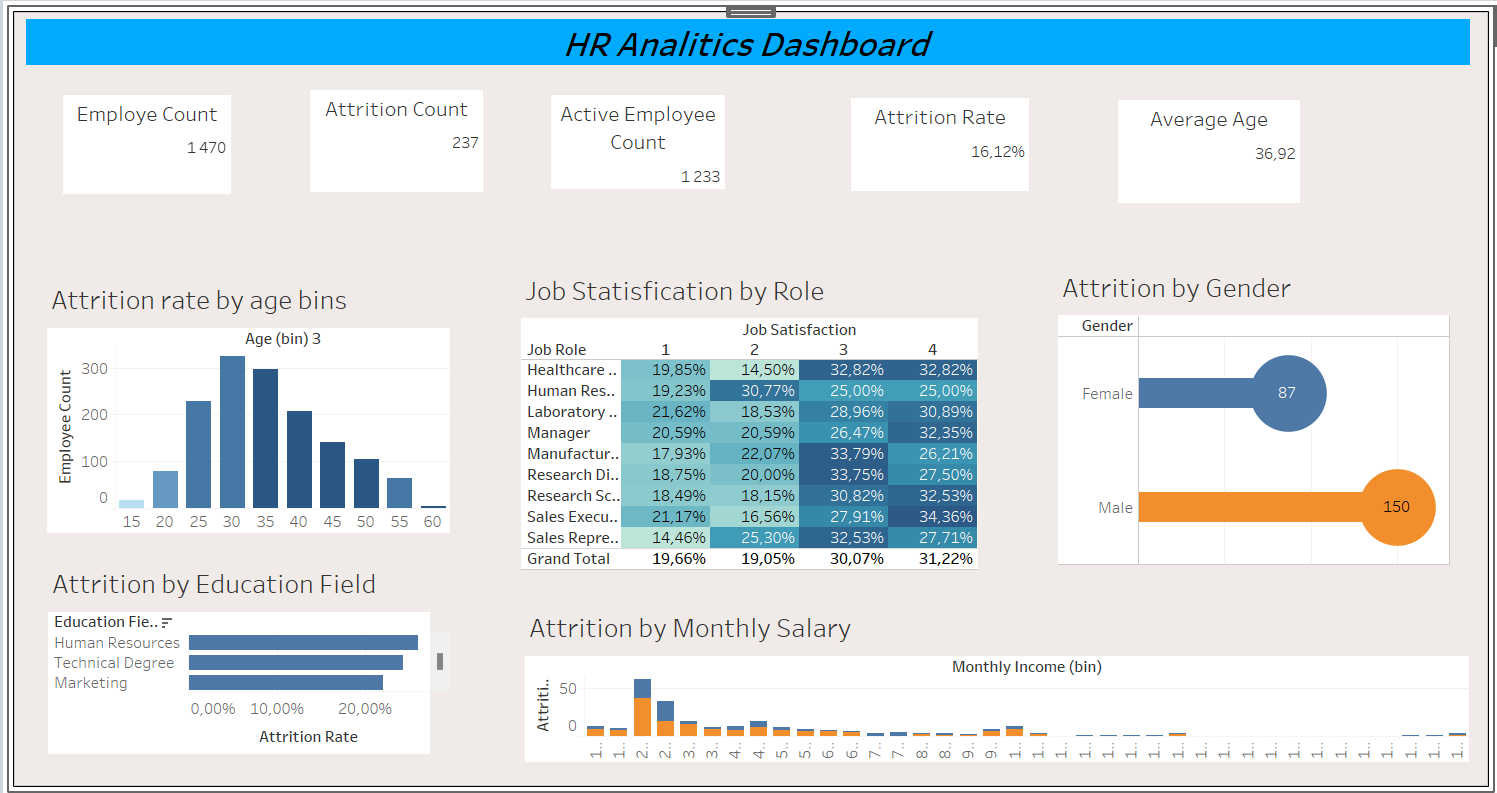 HR Analitics Dashboard
Employe Count
1 470
Attrition Count
237
Active Employee
Count
1 233
Attrition Rate
16,12%
Average Age
36,92
Attrition rate by age bins
Age (bin) 3
Employee Count
300
200
100
0
15 20 25 30 35 40 45 50 55 60
Job Statisfication by Role
Job Satisfaction
Job Role 1 2 3 4
Healthcare .. 19,85% 14,50% 32,82% 32,82%
Human Res.. 19,23% 30,77% 25,00% 25,00%
Laboratory .. 21,62% 18,53% 28,96% 30,89%
Manager 20,59% 20,59% 26,47% 32,35%
Manufactur.. 17,93% 22,07% 33,79% 26,21%
Research Di.. 18,75% 20,00% 33,75% 27,50%
Research Sc.. 18,49% 18,15% 30,82% 32,53%
Sales Execu.. 21,17% 16,56% 27,91% 34,36%
Sales Repre.. 14,46% 25,30% 32,53% 27,71%
Grand Total 19,66% 19,05% 30,07% 31,22%
Attrition by Gender
Gender
Female 87
Male 150
Attrition by Education Field
Education Fie..
Human Resources
Technical Degree
Marketing
0,00% 10,00% 20,00%
Attrition Rate
Attrition by Monthly Salary
Monthly Income (bin)
Attriti..
50
0
1.. 1.. 2.. 2.. 3.. 3.. 4.. 4.. 5.. 5.. 6.. 6.. 7.. 7.. 8.. 8.. 9.. 9.. 1.. 1.. 1.. 1.. 1.. 1.. 1.. 1.. 1.. 1.. 1.. 1.. 1.. 1.. 1.. 1.. 1.. 1.. 1.. 1..